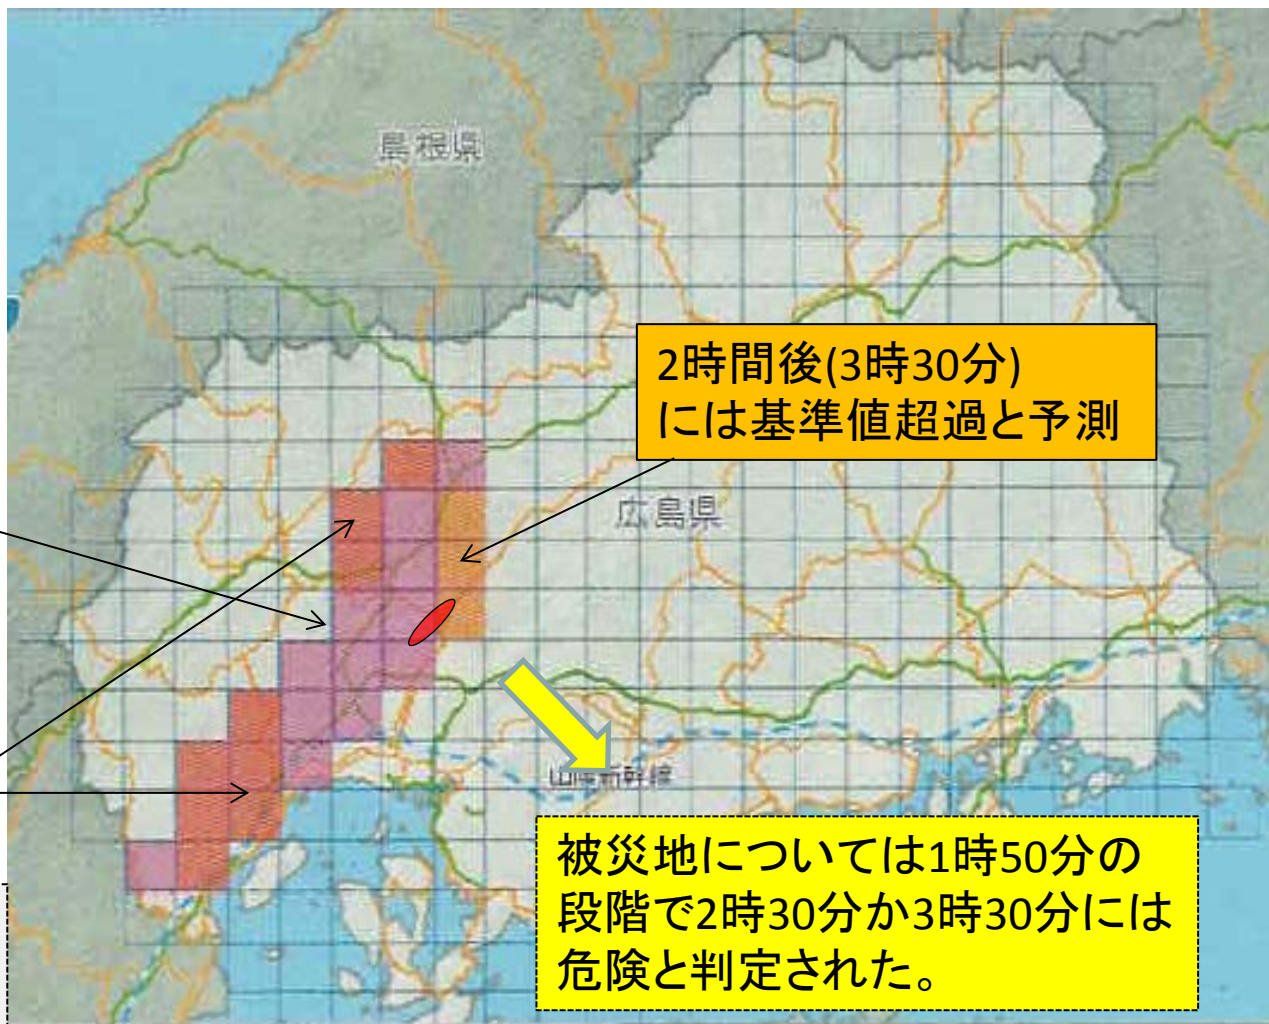 島根県
2時間後(3時30分)
には基準値超過と予測
広島県
山陽新幹線
被災地については1時50分の
段階で2時30分か3時30分には
危険と判定された。